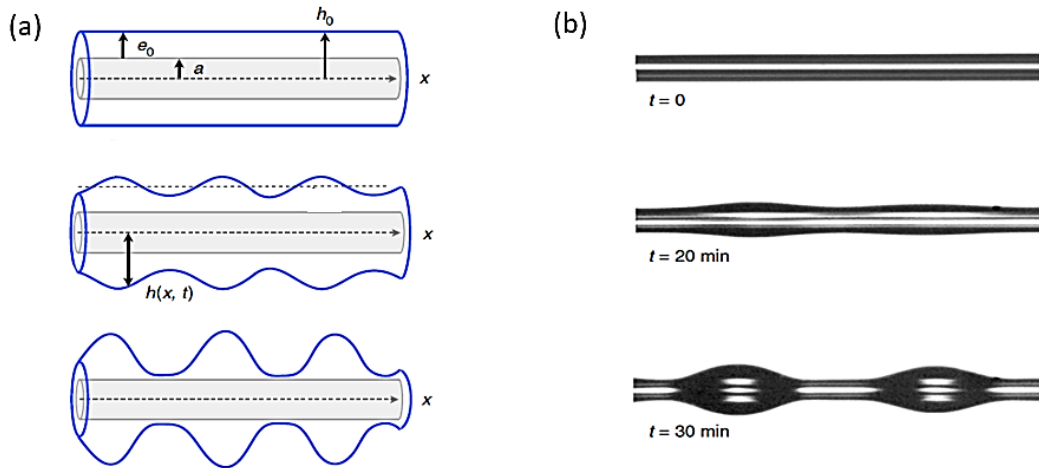 (a)
h₀
e₀
a
x
x
h(x, t)
x
(b)
t = 0
t = 20 min
t = 30 min